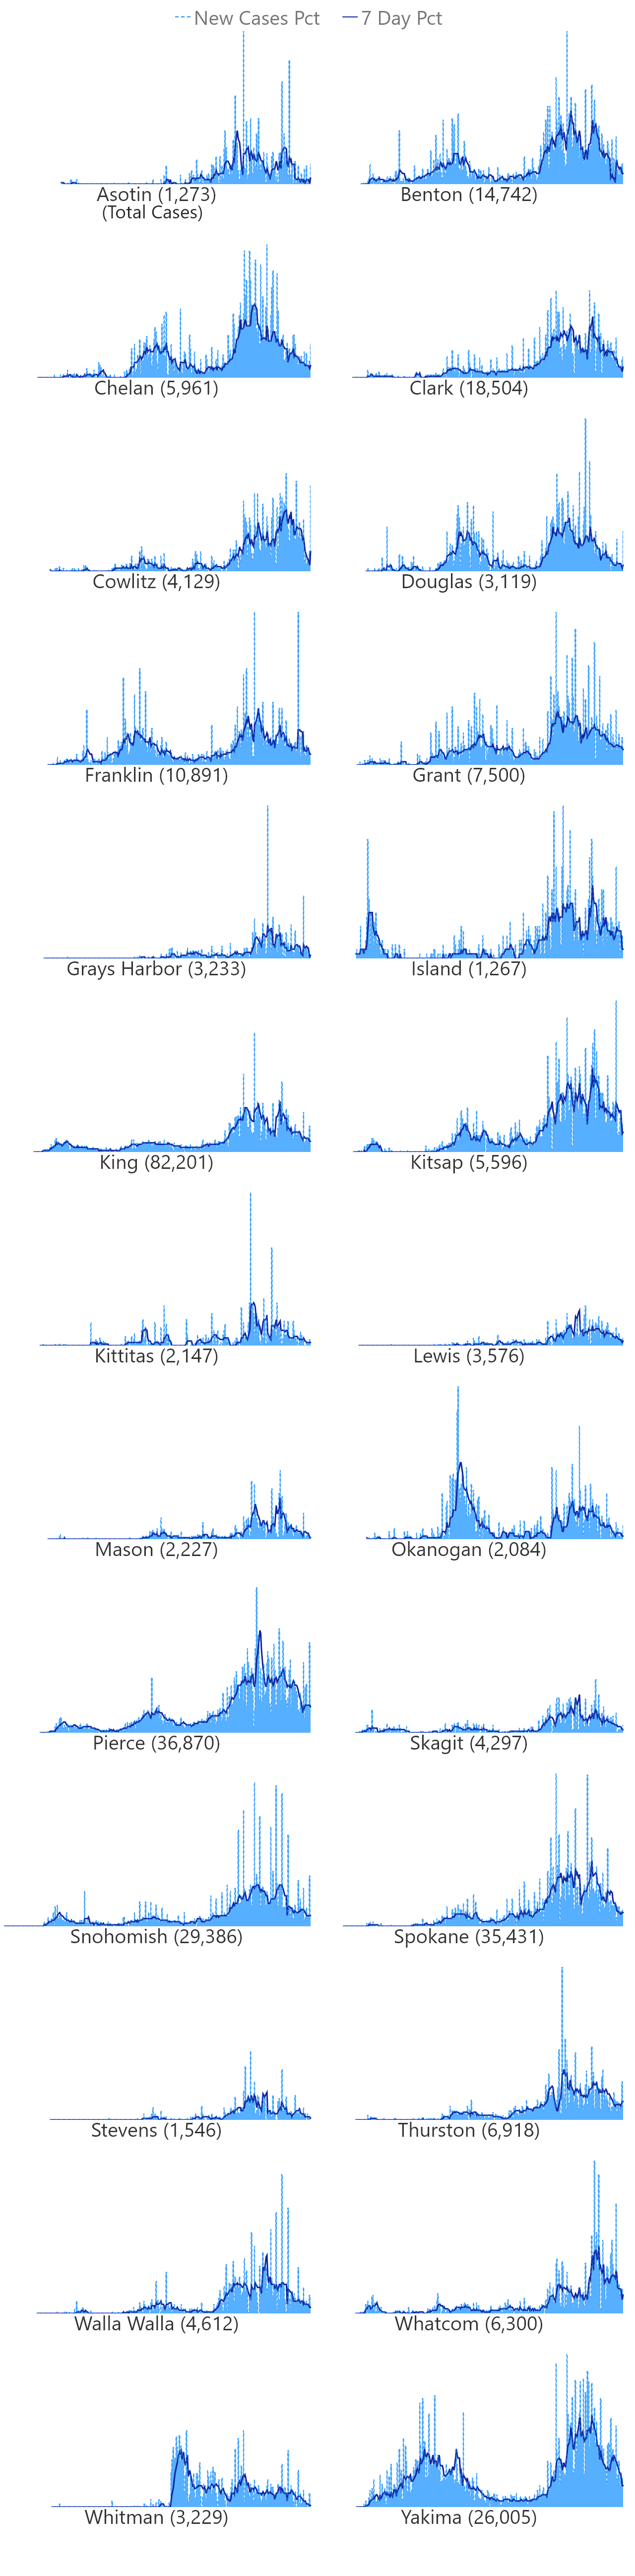 New Cases Pct 7 Day Pct
Asotin (1,273) Benton (14,742)
(Total Cases)
Chelan (5,961) Clark (18,504)
Cowlitz (4,129) Douglas (3,119)
Franklin (10,891) Grant (7,500)
Grays Harbor (3,233) Island (1,267)
King (82,201) Kitsap (5,596)
Kittitas (2,147) Lewis (3,576)
Mason (2,227) Okanogan (2,084)
Pierce (36,870) Skagit (4,297)
Snohomish (29,386) Spokane (35,431)
Stevens (1,546) Thurston (6,918)
Walla Walla (4,612) Whatcom (6,300)
Whitman (3,229) Yakima (26,005)